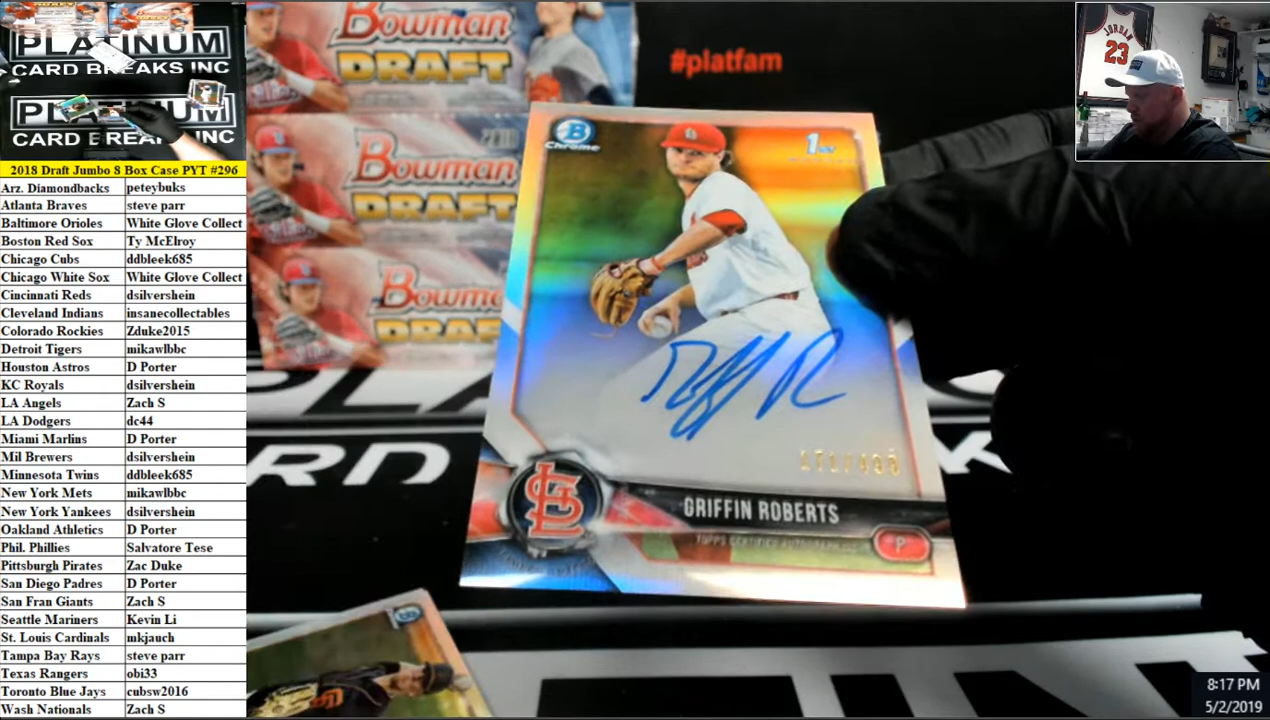 PLATINUM
CARD BREAKS INC
PLATINUM
CARD BREAKING INC
2018 Draft Jumbo 8 Box Case PYT #296
Arz. Diamondbacks peteybuks
Atlanta Braves steve parr
Baltimore Orioles White Glove Collect
Boston Red Sox Ty McElroy
Chicago Cubs ddbleek685
Chicago White Sox White Glove Collect
Cincinnati Reds dsilvershein
Cleveland Indians insanecollectables
Colorado Rockies Zduke2015
Detroit Tigers mikawlbbc
Houston Astros D Porter
KC Royals dsilvershein
LA Angels Zach S
LA Dodgers dc44
Miami Marlins D Porter
Mil Brewers dsilvershein
Minnesota Twins ddbleek685
New York Mets mikawlbbc
New York Yankees dsilvershein
Oakland Athletics D Porter
Phil. Phillies Salvatore Tese
Pittsburgh Pirates Zac Duke
San Diego Padres D Porter
San Fran Giants Zach S
Seattle Mariners Kevin Li
St. Louis Cardinals mkjauch
Tampa Bay Rays steve parr
Texas Rangers obi33
Toronto Blue Jays cubsw2016
Wash Nationals Zach S
Bowman
DRAFT
Bowman
DRAFT
Bowma
DRAFT
#platfam
JORDAN
23
B
Chrome
1st
GRIFFIN ROBERTS
TOPPS CERTIFIED AUTOGRAPH
P
STL
ARD
8:17 PM
5/2/2019